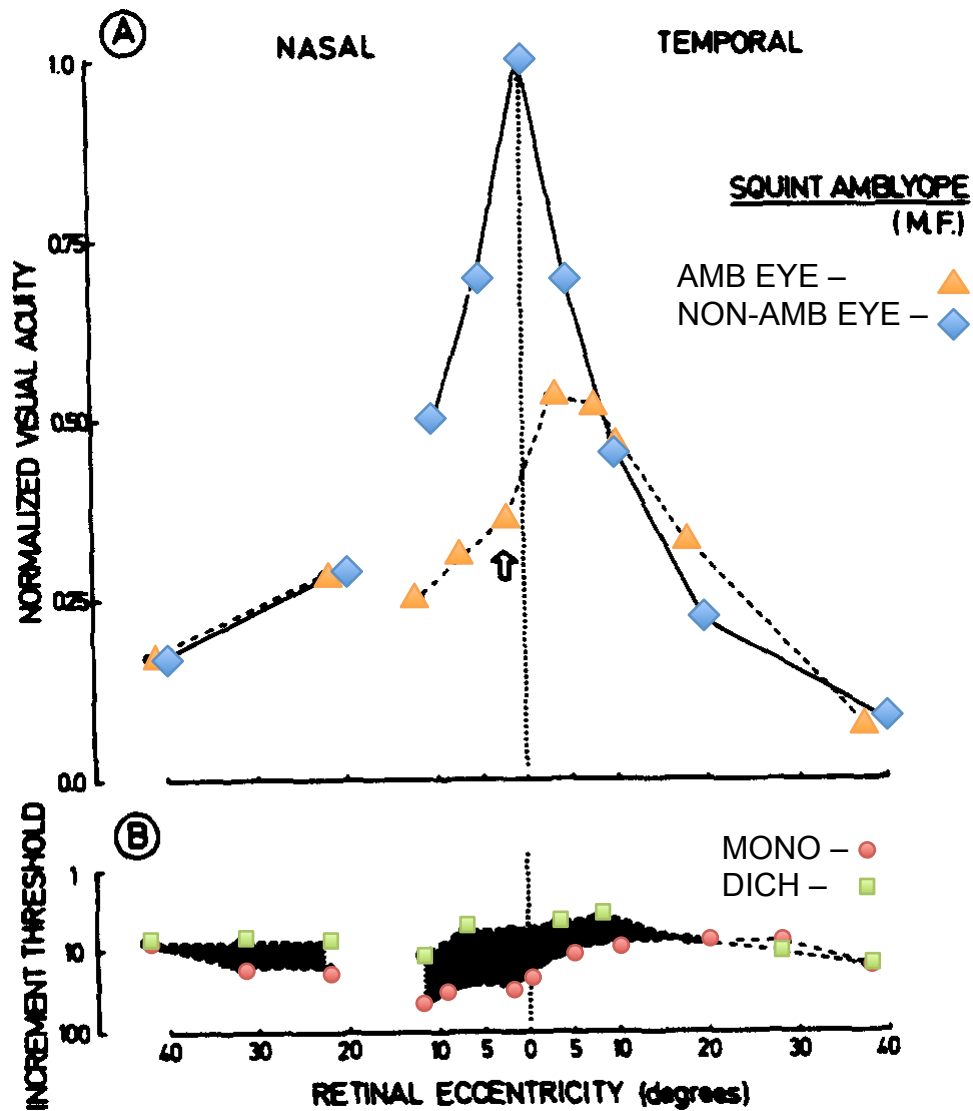 A
NASAL
TEMPORAL
1.0
0.75
0.50
0.25
0.0
NORMALIZED VISUAL ACUITY
SQUINT AMBLYOPE
(M.F.)
AMB EYE –
NON-AMB EYE –
40
30
20
10
5
0
5
10
20
30
40
B
MONO –
DICH –
1
10
100
INCREMENT THRESHOLD
RETINAL ECCENTRICITY (degrees)